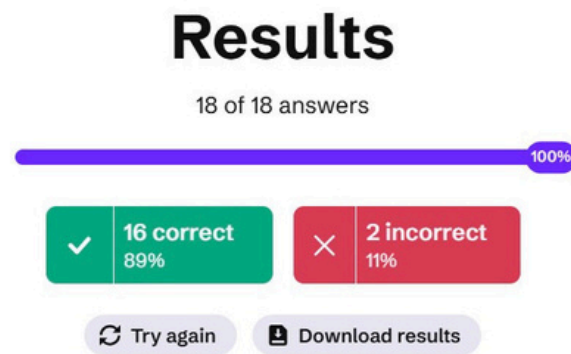 Results
18 of 18 answers
100%
16 correct
89%
2 incorrect
11%
Try again
Download results